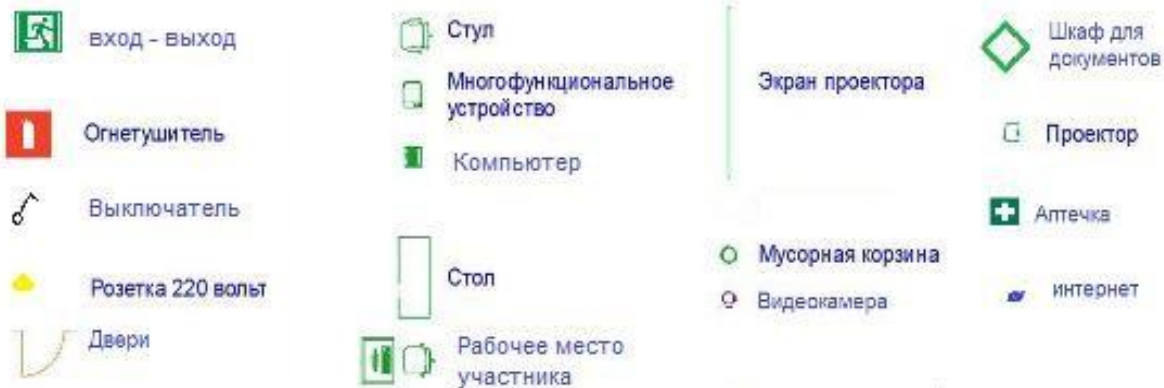 вход - выход
Огнетушитель
Выключатель
Розетка 220 вольт
Двери
Стул
Многофункциональное
устройство
Компьютер
Стол
Рабочее место
участника
Экран проектора
Мусорная корзина
Видеокамера
Шкаф для
документов
Проектор
Аптечка
интернет